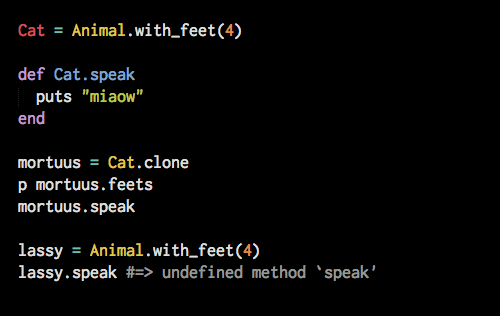 Cat = Animal.with_feet(4)
def Cat.speak
puts "miaow"
end
mortuus = Cat.clone
p mortuus.feets
mortuus.speak
lassy = Animal.with_feet(4)
lassy.speak #=> undefined method `speak'